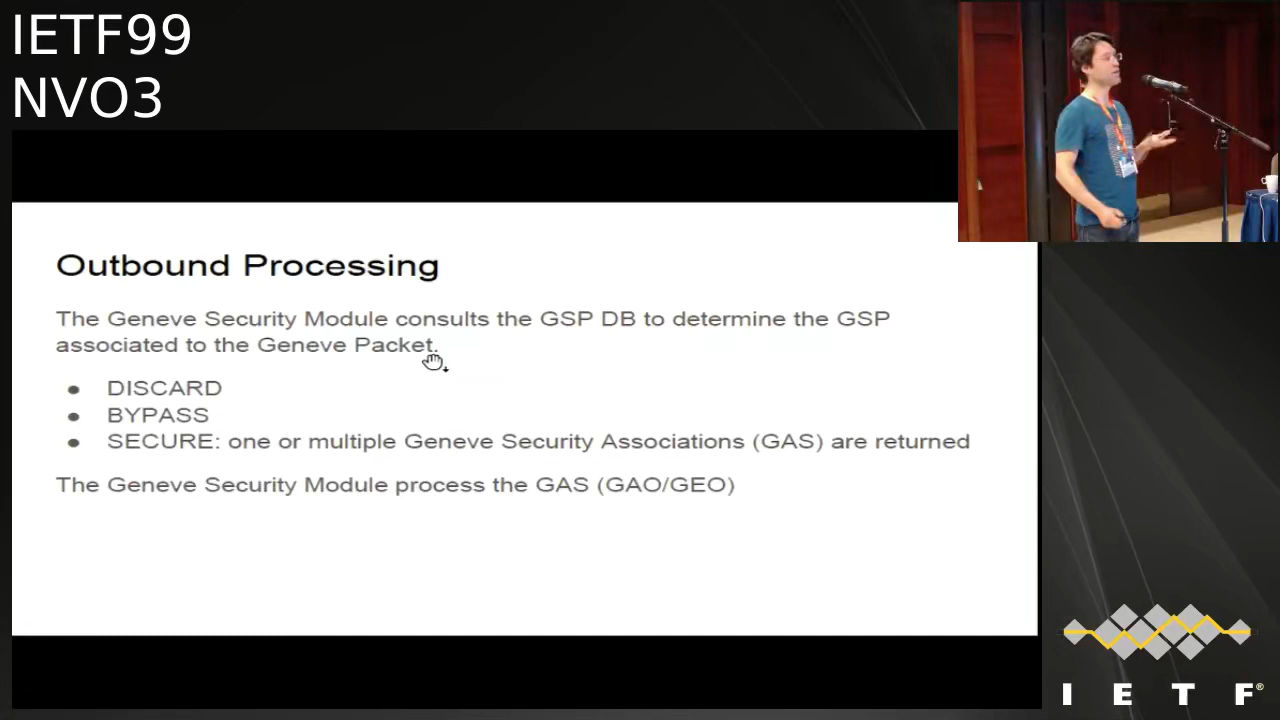 IETF99
NVO3
Outbound Processing
The Geneve Security Module consults the GSP DB to determine the GSP
associated to the Geneve Packet.
● DISCARD
● BYPASS
● SECURE: one or multiple Geneve Security Associations (GAS) are returned
The Geneve Security Module process the GAS (GAO/GEO)
I E T F®